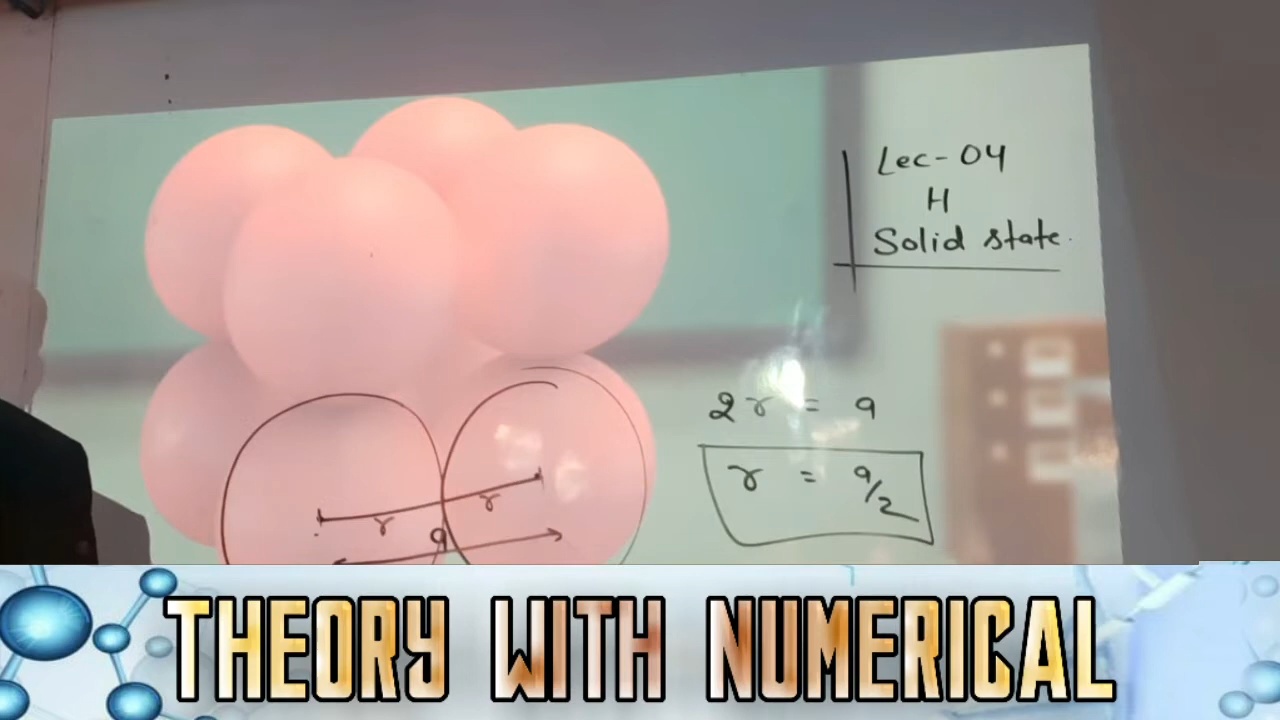 Lec-04
H
Solid state.
2r = a
r = a/2
r
r
a
THEORY WITH NUMERICAL